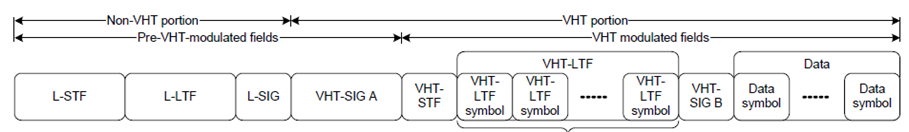 Non-VHT portion VHT portion
Pre-VHT-modulated fields VHT modulated fields
VHT-LTF Data
L-STF L-LTF L-SIG VHT-SIG A
VHT-
STF
VHT-
LTF
symbol
VHT-
LTF
symbol
VHT-
LTF
symbol
VHT-
SIG B
Data
symbol
Data
symbol